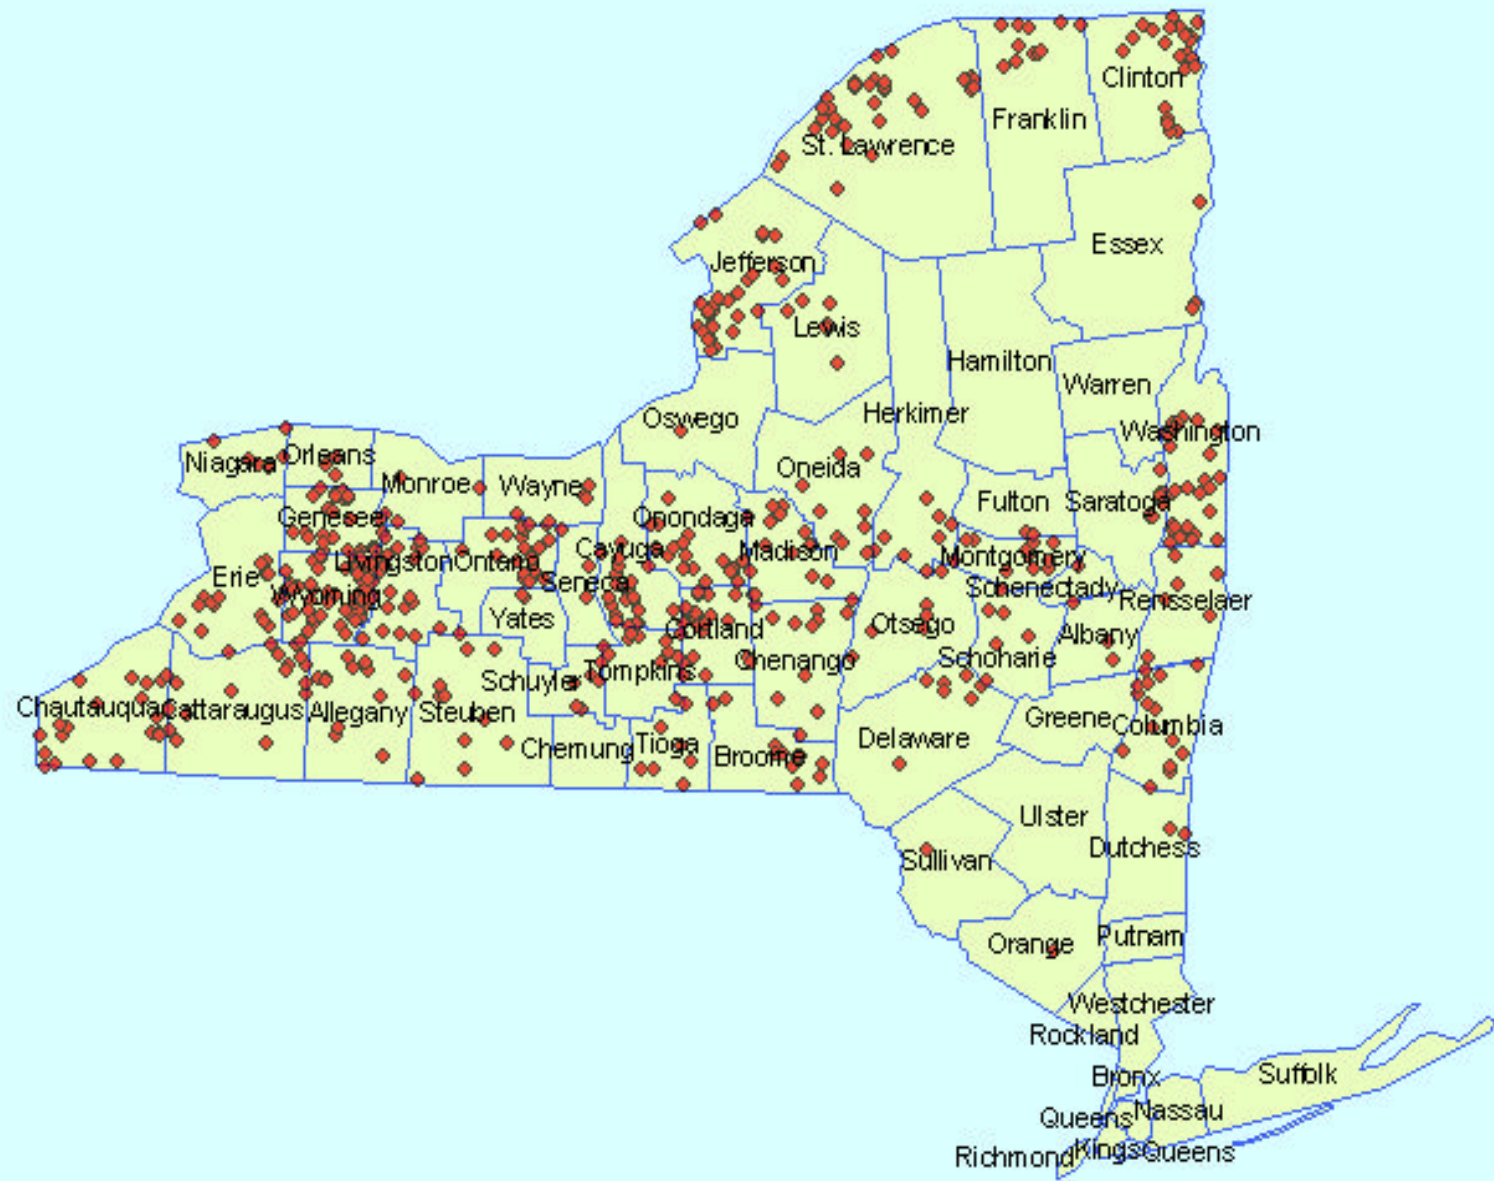 Clinton
Franklin
St. Lawrence
Essex
Jefferson
Lewis
Hamilton
Warren
Herkimer
Oswego
Washington
Niagara
Orleans
Oneida
Monroe
Wayne
Fulton
Saratoga
Genesee
Onondaga
Cayuga
Madison
Montgomery
Livingston
Ontario
Erie
Seneca
Schenectady
Wyoming
Rensselaer
Yates
Cortland
Otsego
Albany
Chenango
Schoharie
Tompkins
Schuyler
Chautauqua
Cattaraugus
Allegany
Steuben
Greene
Columbia
Delaware
Chemung
Tioga
Broome
Ulster
Dutchess
Sullivan
Orange
Putnam
Westchester
Rockland
Suffolk
Bronx
Nassau
Queens
Kings
Queens
Richmond